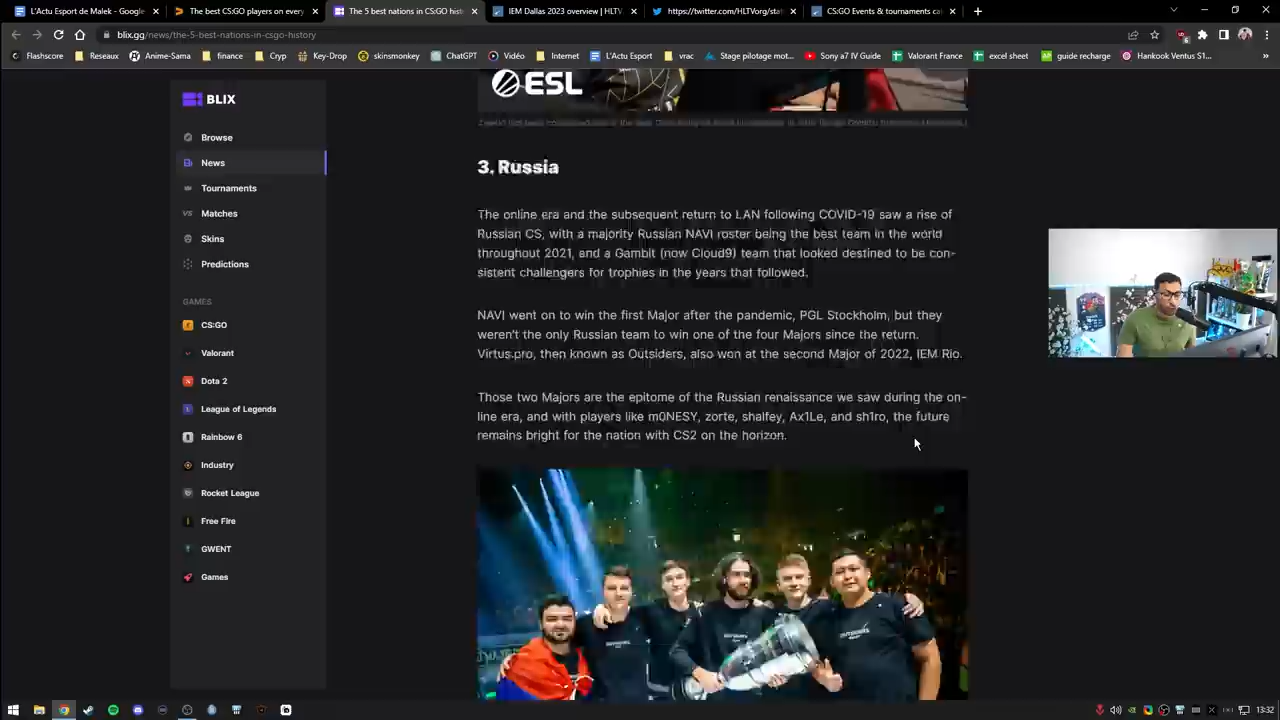 L'Actu Esport de Malek - Google
The best CS:GO players on every
The 5 best nations in CS:GO hist
IEM Dallas 2023 overview | HLTV
https://twitter.com/HLTVorg/sta
CS:GO Events & tournaments ca
blix.gg/news/the-5-best-nations-in-csgo-history
Flashscore
Reseaux
Anime-Sama
finance
Cryp
Key-Drop
skinsmonkey
ChatGPT
Vidéo
Internet
L'Actu Esport
vrac
Stage pilotage mot...
Sony a7 IV Guide
Valorant France
excel sheet
guide recharge
Hankook Ventus S1...
BLIX
Browse
News
Tournaments
Matches
Skins
Predictions
GAMES
CS:GO
Valorant
Dota 2
League of Legends
Rainbow 6
Industry
Rocket League
Free Fire
GWENT
Games
ESL
3. Russia
The online era and the subsequent return to LAN following COVID-19 saw a rise of
Russian CS, with a majority Russian NAVI roster being the best team in the world
throughout 2021, and a Gambit (now Cloud9) team that looked destined to be con-
sistent challengers for trophies in the years that followed.
NAVI went on to win the first Major after the pandemic, PGL Stockholm, but they
weren't the only Russian team to win one of the four Majors since the return.
Virtus.pro, then known as Outsiders, also won at the second Major of 2022, IEM Rio.
Those two Majors are the epitome of the Russian renaissance we saw during the on-
line era, and with players like m0NESY, zorte, shalfey, Ax1Le, and sh1ro, the future
remains bright for the nation with CS2 on the horizon.
13:32